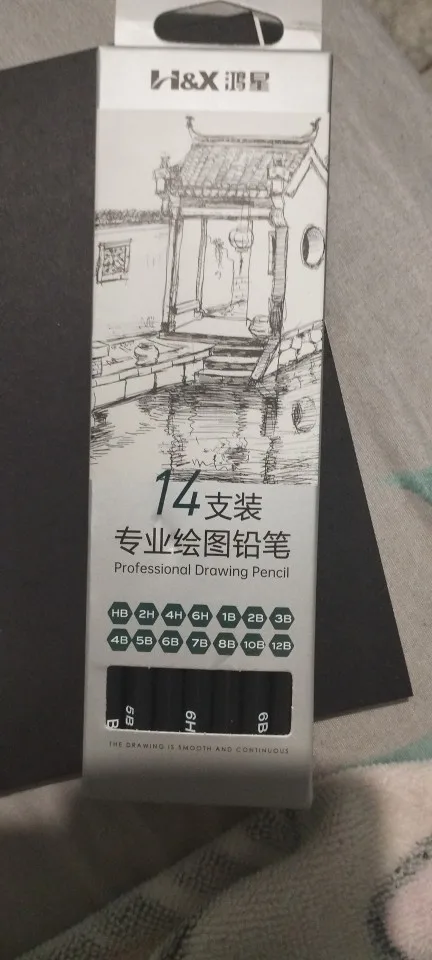 H&X 鸿星
14支装
专业绘图铅笔
Professional Drawing Pencil
HB 2H 4H 6H 1B 2B 3B
4B 5B 6B 7B 8B 10B 12B
B 5B 6H 6B
THE DRAWING IS SMOOTH AND CONTINUOUS